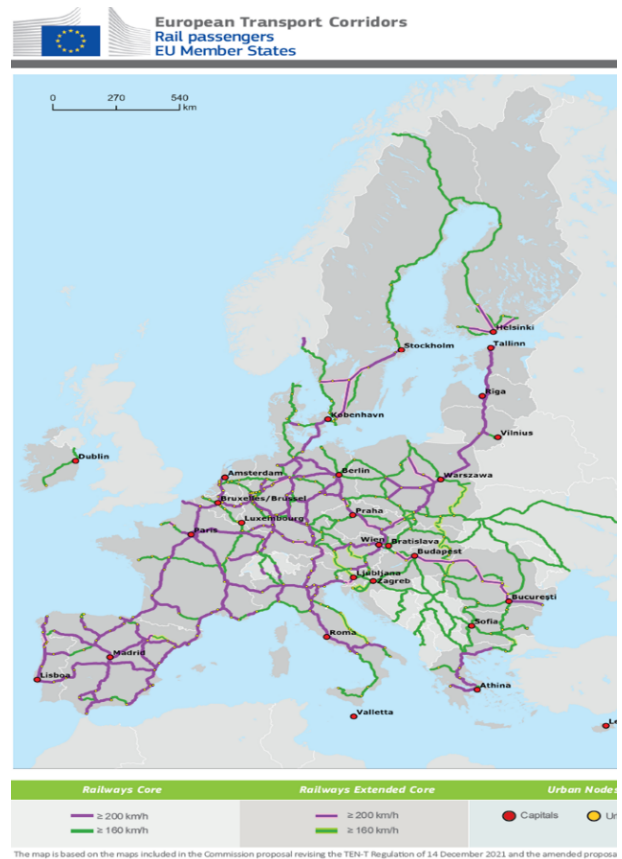 European Transport Corridors
Rail passengers
EU Member States
0 270 540
km
Helsinki
Stockholm
Tallinn
Riga
København
Vilnius
Dublin
Amsterdam
Berlin
Warszawa
Bruxelles/Brussel
Luxembourg
Praha
Paris
Wien
Bratislava
Budapest
Ljubljana
Zagreb
București
Sofia
Roma
Madrid
Lisboa
Athina
Valletta
Le
Railways Core
Railways Extended Core
Urban Nodes
≥ 200 km/h
≥ 200 km/h
Capitals
Ur
≥ 160 km/h
≥ 160 km/h
The map is based on the maps included in the Commission proposal revising the TEN-T Regulation of 14 December 2021 and the amended proposa